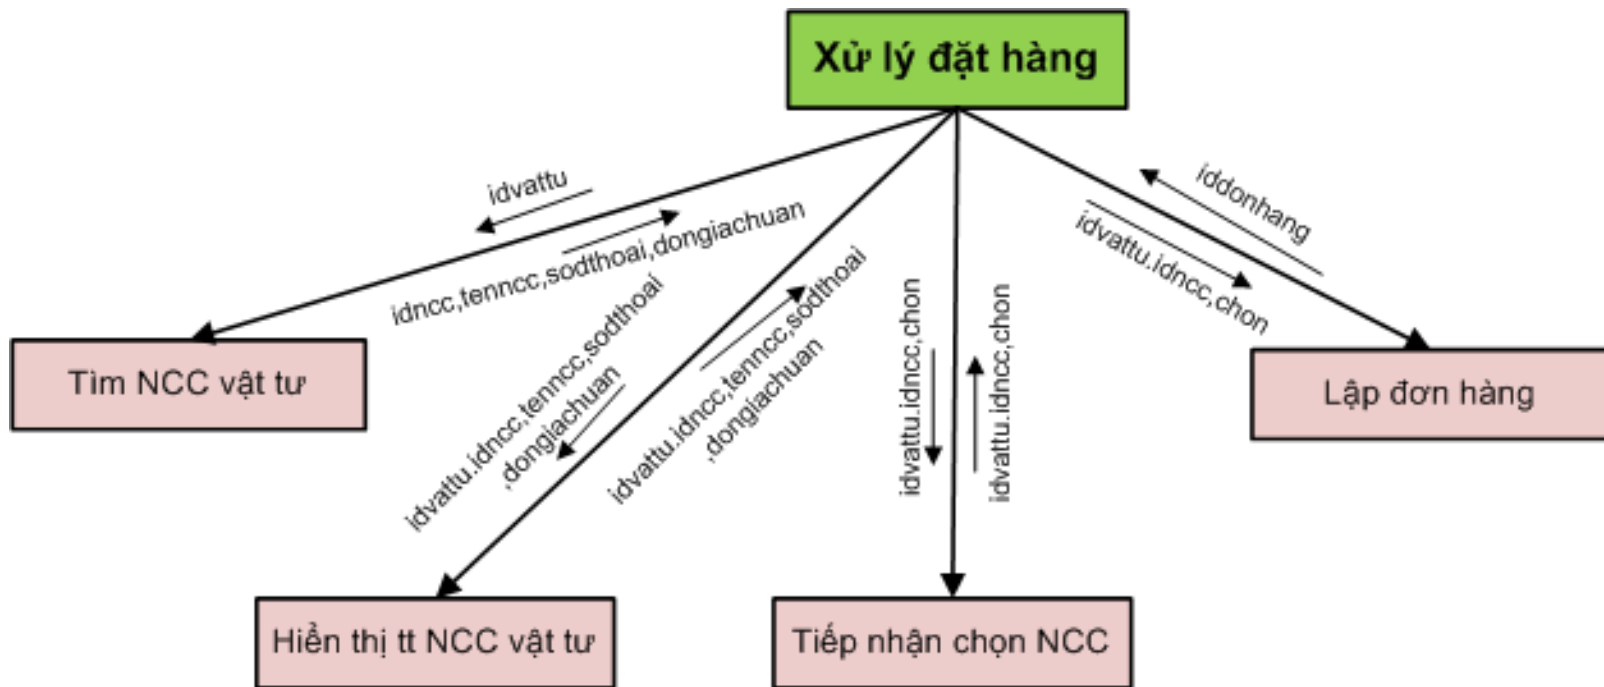 Xử lý đặt hàng
idvattu
idncc,tenncc,sodthoai,dongiachuan
idvattu.idncc,tenncc,sodthoai
,dongiachuan
idvattu.idncc,tenncc,sodthoai
,dongiachuan
idvattu.idncc,chon
idvattu.idncc,chon
iddonhang
idvattu.idncc,chon
Tìm NCC vật tư
Lập đơn hàng
Hiển thị tt NCC vật tư
Tiếp nhận chọn NCC